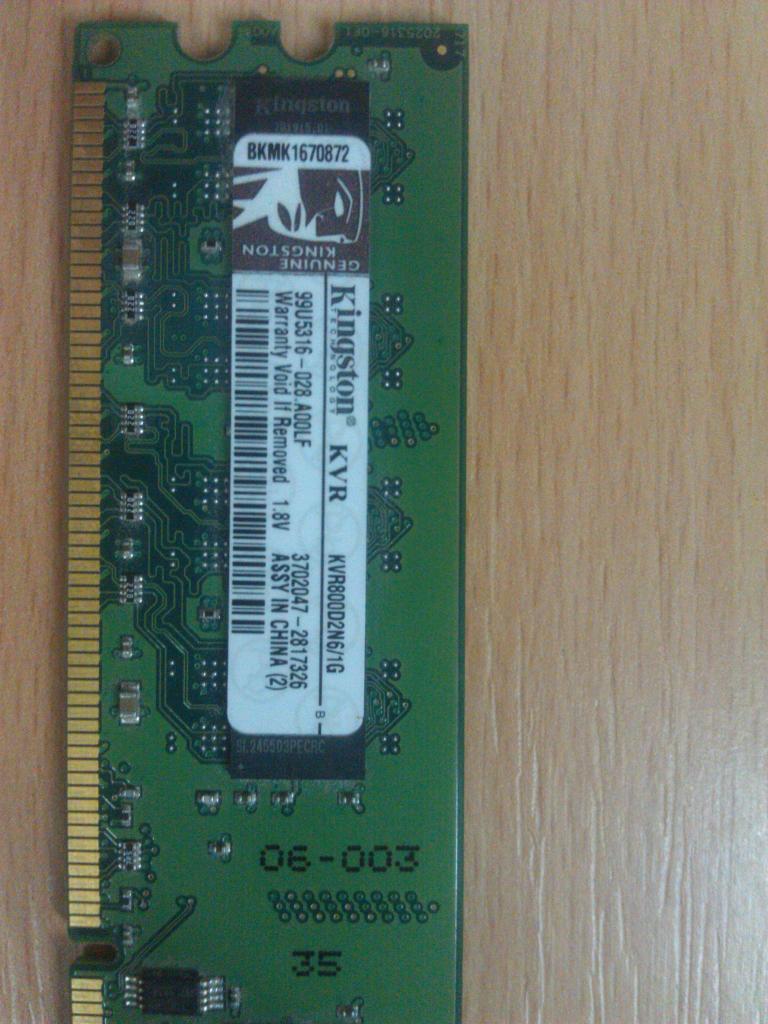 Kingston
BKMK1670872
GENUINE
KINGSTON
Kingston® KVR KVR800D2N6/1G
TECHNOLOGY
B
99U5316-028.A00LF 3702047-2817326
Warranty Void If Removed 1.8V ASSY IN CHINA (2)
06-003
35